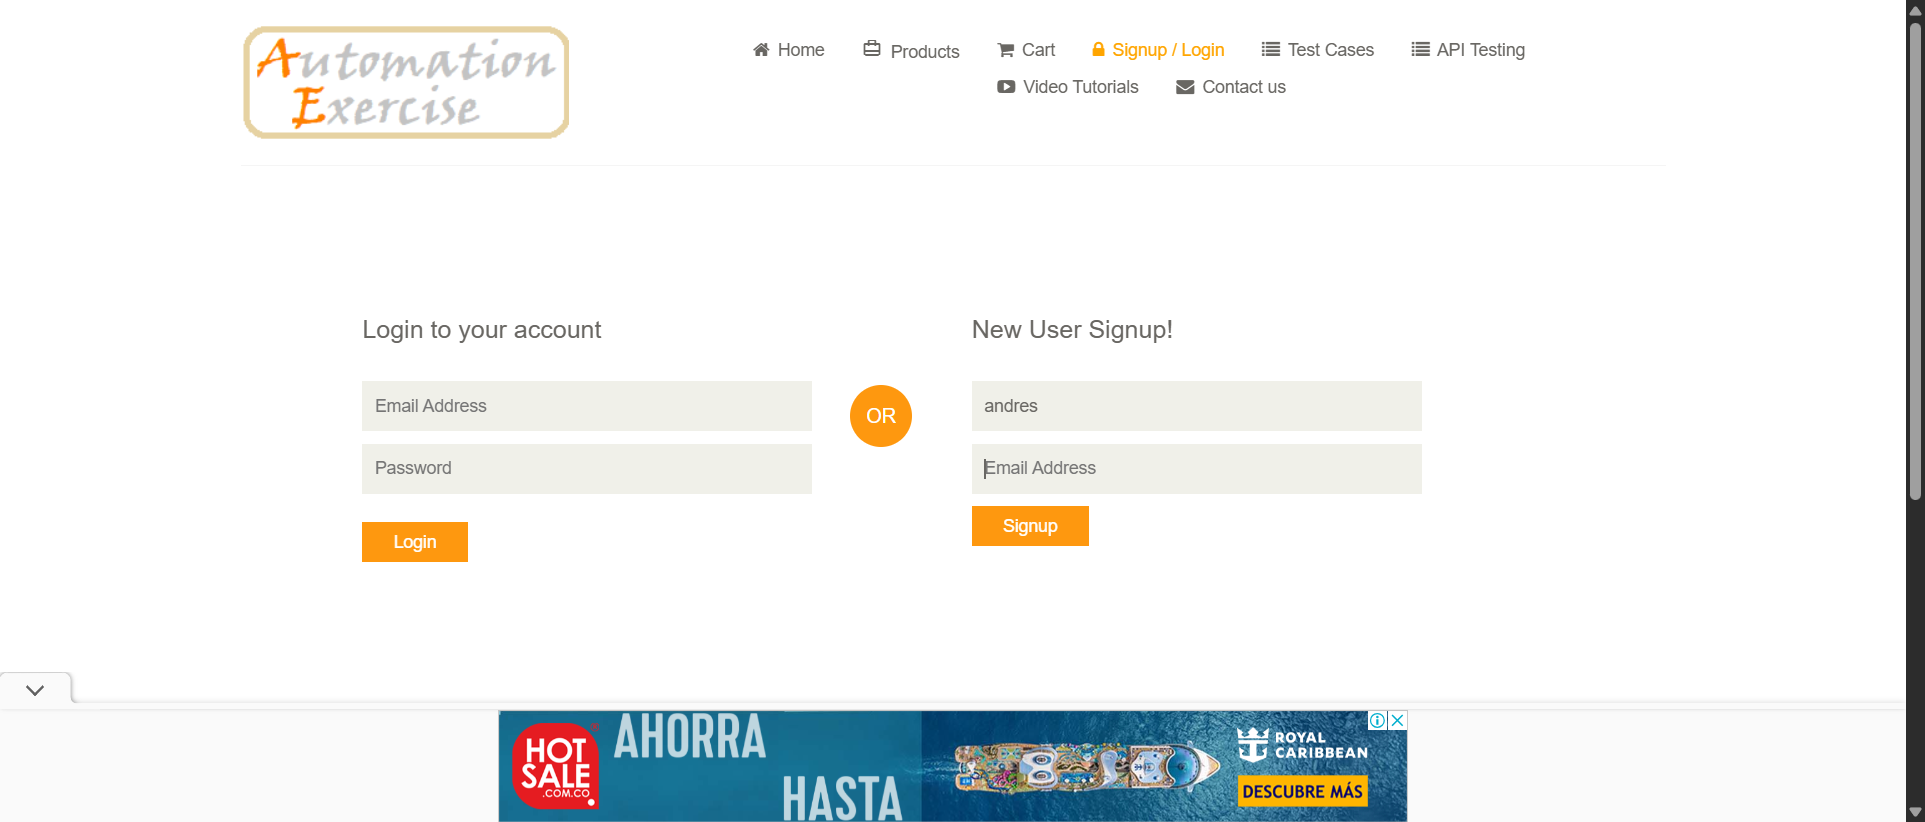 Automation
Exercise
Home
Products
Cart
Signup / Login
Test Cases
API Testing
Video Tutorials
Contact us
Login to your account
New User Signup!
Email Address
OR
andres
Password
Email Address
Login
Signup
HOT
SALE
.COM.CO
AHORRA
HASTA
ROYAL
CARIBBEAN
DESCUBRE MÁS